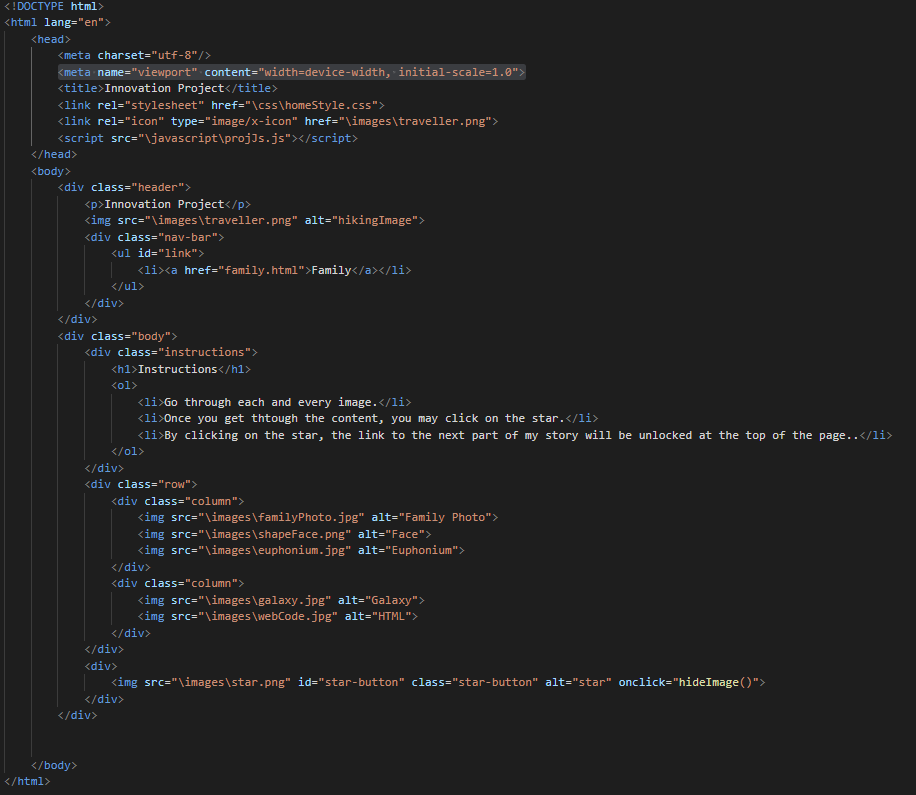 <!DOCTYPE html>
<html lang="en">
<head>
<meta charset="utf-8"/>
<meta name="viewport" content="width=device-width, initial-scale=1.0">
<title>Innovation Project</title>
<link rel="stylesheet" href="\css\homeStyle.css">
<link rel="icon" type="image/x-icon" href="\images\traveller.png">
<script src="\javascript\projJs.js"></script>
</head>
<body>
<div class="header">
<p>Innovation Project</p>
<img src="\images\traveller.png" alt="hikingImage">
<div class="nav-bar">
<ul id="link">
<li><a href="family.html">Family</a></li>
</ul>
</div>
</div>
<div class="body">
<div class="instructions">
<h1>Instructions</h1>
<ol>
<li>Go through each and every image.</li>
<li>Once you get thtough the content, you may click on the star.</li>
<li>By clicking on the star, the link to the next part of my story will be unlocked at the top of the page..</li>
</ol>
</div>
<div class="row">
<div class="column">
<img src="\images\familyPhoto.jpg" alt="Family Photo">
<img src="\images\shapeFace.png" alt="Face">
<img src="\images\euphonium.jpg" alt="Euphonium">
</div>
<div class="column">
<img src="\images\galaxy.jpg" alt="Galaxy">
<img src="\images\webCode.jpg" alt="HTML">
</div>
</div>
<div>
<img src="\images\star.png" id="star-button" class="star-button" alt="star" onclick="hideImage()">
</div>
</div>
</body>
</html>